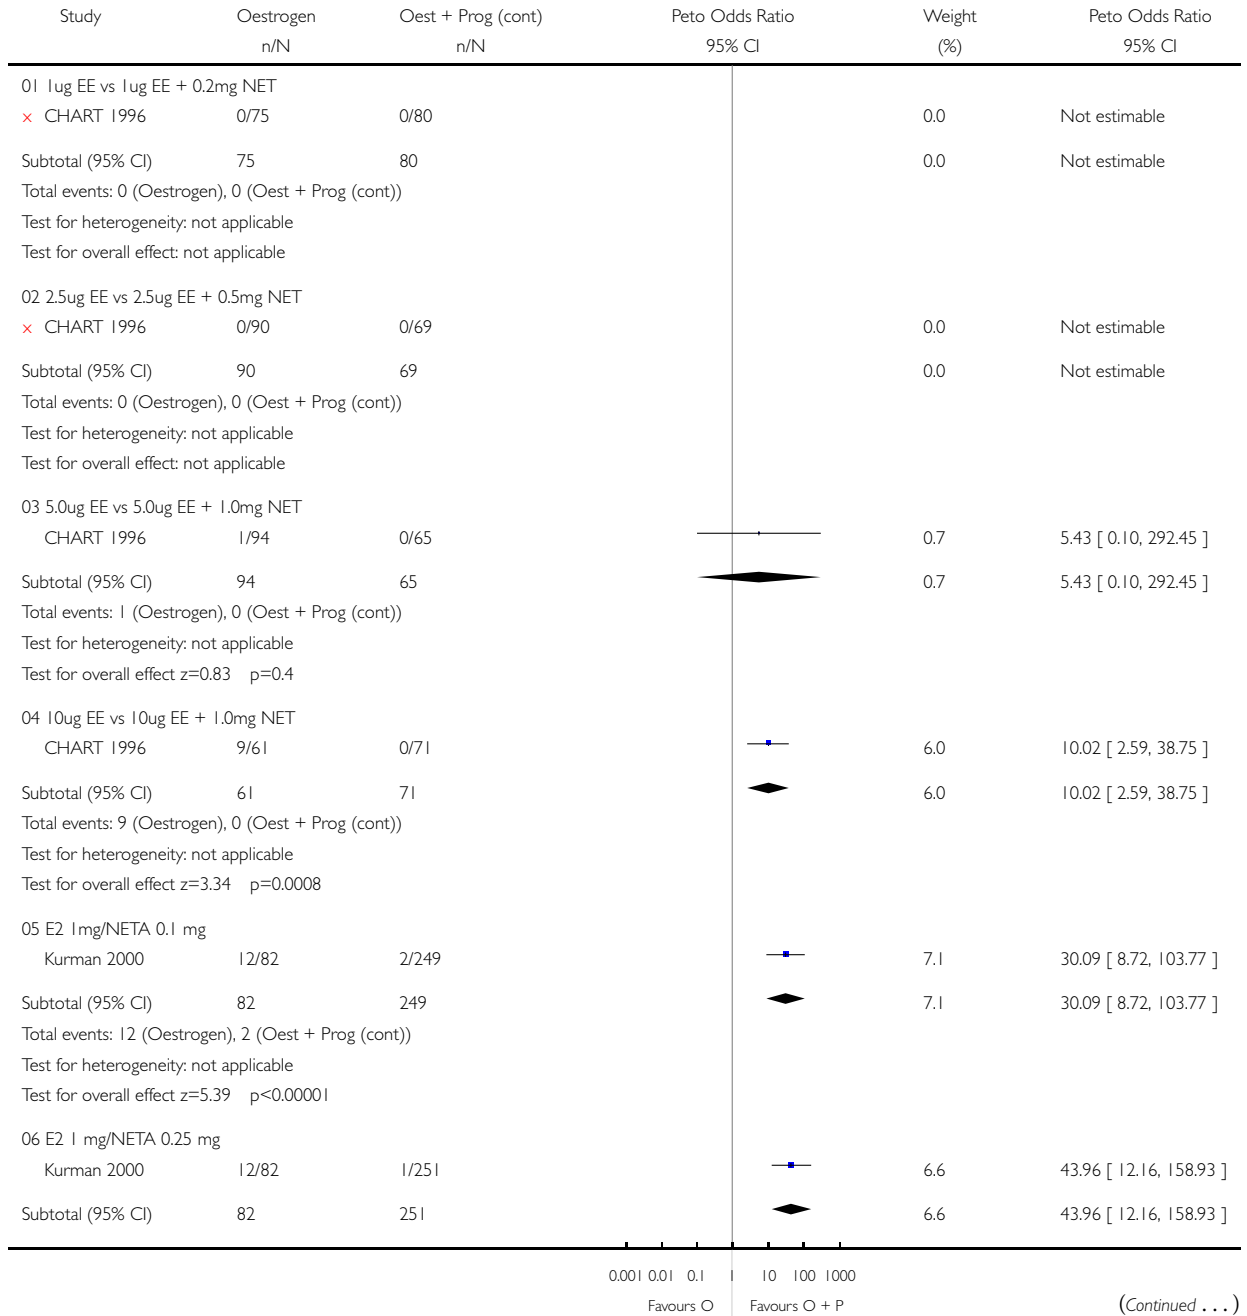 Study Oestrogen Oest + Prog (cont) Peto Odds Ratio Weight Peto Odds Ratio
n/N n/N 95% CI (%) 95% CI
01 1ug EE vs 1ug EE + 0.2mg NET
× CHART 1996 0/75 0/80 0.0 Not estimable
Subtotal (95% CI) 75 80 0.0 Not estimable
Total events: 0 (Oestrogen), 0 (Oest + Prog (cont))
Test for heterogeneity: not applicable
Test for overall effect: not applicable
02 2.5ug EE vs 2.5ug EE + 0.5mg NET
× CHART 1996 0/90 0/69 0.0 Not estimable
Subtotal (95% CI) 90 69 0.0 Not estimable
Total events: 0 (Oestrogen), 0 (Oest + Prog (cont))
Test for heterogeneity: not applicable
Test for overall effect: not applicable
03 5.0ug EE vs 5.0ug EE + 1.0mg NET
CHART 1996 1/94 0/65 0.7 5.43 [ 0.10, 292.45 ]
Subtotal (95% CI) 94 65 0.7 5.43 [ 0.10, 292.45 ]
Total events: 1 (Oestrogen), 0 (Oest + Prog (cont))
Test for heterogeneity: not applicable
Test for overall effect z=0.83 p=0.4
04 10ug EE vs 10ug EE + 1.0mg NET
CHART 1996 9/61 0/71 6.0 10.02 [ 2.59, 38.75 ]
Subtotal (95% CI) 61 71 6.0 10.02 [ 2.59, 38.75 ]
Total events: 9 (Oestrogen), 0 (Oest + Prog (cont))
Test for heterogeneity: not applicable
Test for overall effect z=3.34 p=0.0008
05 E2 1mg/NETA 0.1 mg
Kurman 2000 12/82 2/249 7.1 30.09 [ 8.72, 103.77 ]
Subtotal (95% CI) 82 249 7.1 30.09 [ 8.72, 103.77 ]
Total events: 12 (Oestrogen), 2 (Oest + Prog (cont))
Test for heterogeneity: not applicable
Test for overall effect z=5.39 p<0.00001
06 E2 1 mg/NETA 0.25 mg
Kurman 2000 12/82 1/251 6.6 43.96 [ 12.16, 158.93 ]
Subtotal (95% CI) 82 251 6.6 43.96 [ 12.16, 158.93 ]
0.001 0.01 0.1 1 10 100 1000
Favours O Favours O + P (Continued . . . )